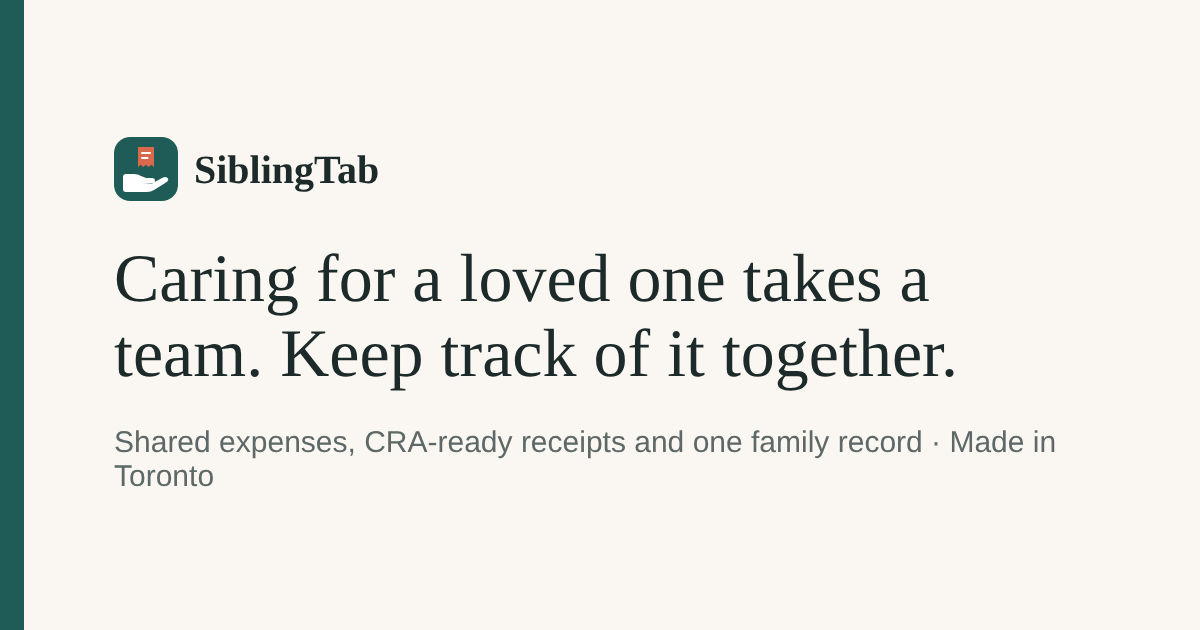 SiblingTab
Caring for a loved one takes a
team. Keep track of it together.
Shared expenses, CRA-ready receipts and one family record · Made in
Toronto